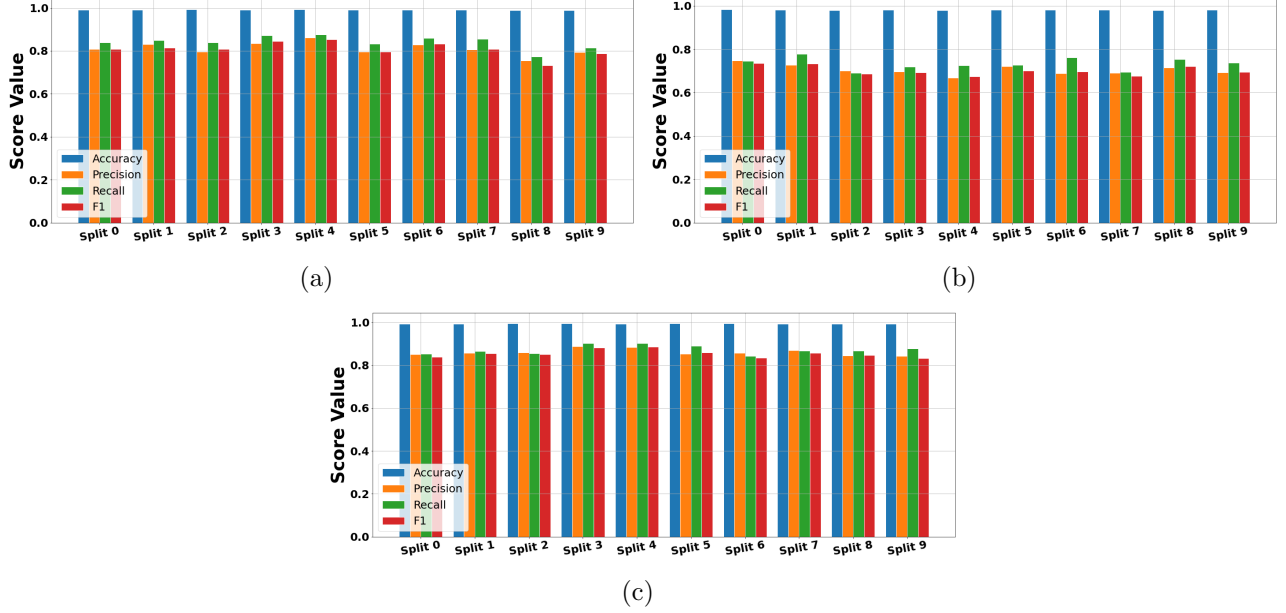 Score Value
1.0
0.8
0.6
0.4
0.2
0.0
Accuracy
Precision
Recall
F1
Split 0 Split 1 Split 2 Split 3 Split 4 Split 5 Split 6 Split 7 Split 8 Split 9
(a)
Score Value
1.0
0.8
0.6
0.4
0.2
0.0
Accuracy
Precision
Recall
F1
Split 0 Split 1 Split 2 Split 3 Split 4 Split 5 Split 6 Split 7 Split 8 Split 9
(b)
Score Value
1.0
0.8
0.6
0.4
0.2
0.0
Accuracy
Precision
Recall
F1
Split 0 Split 1 Split 2 Split 3 Split 4 Split 5 Split 6 Split 7 Split 8 Split 9
(c)